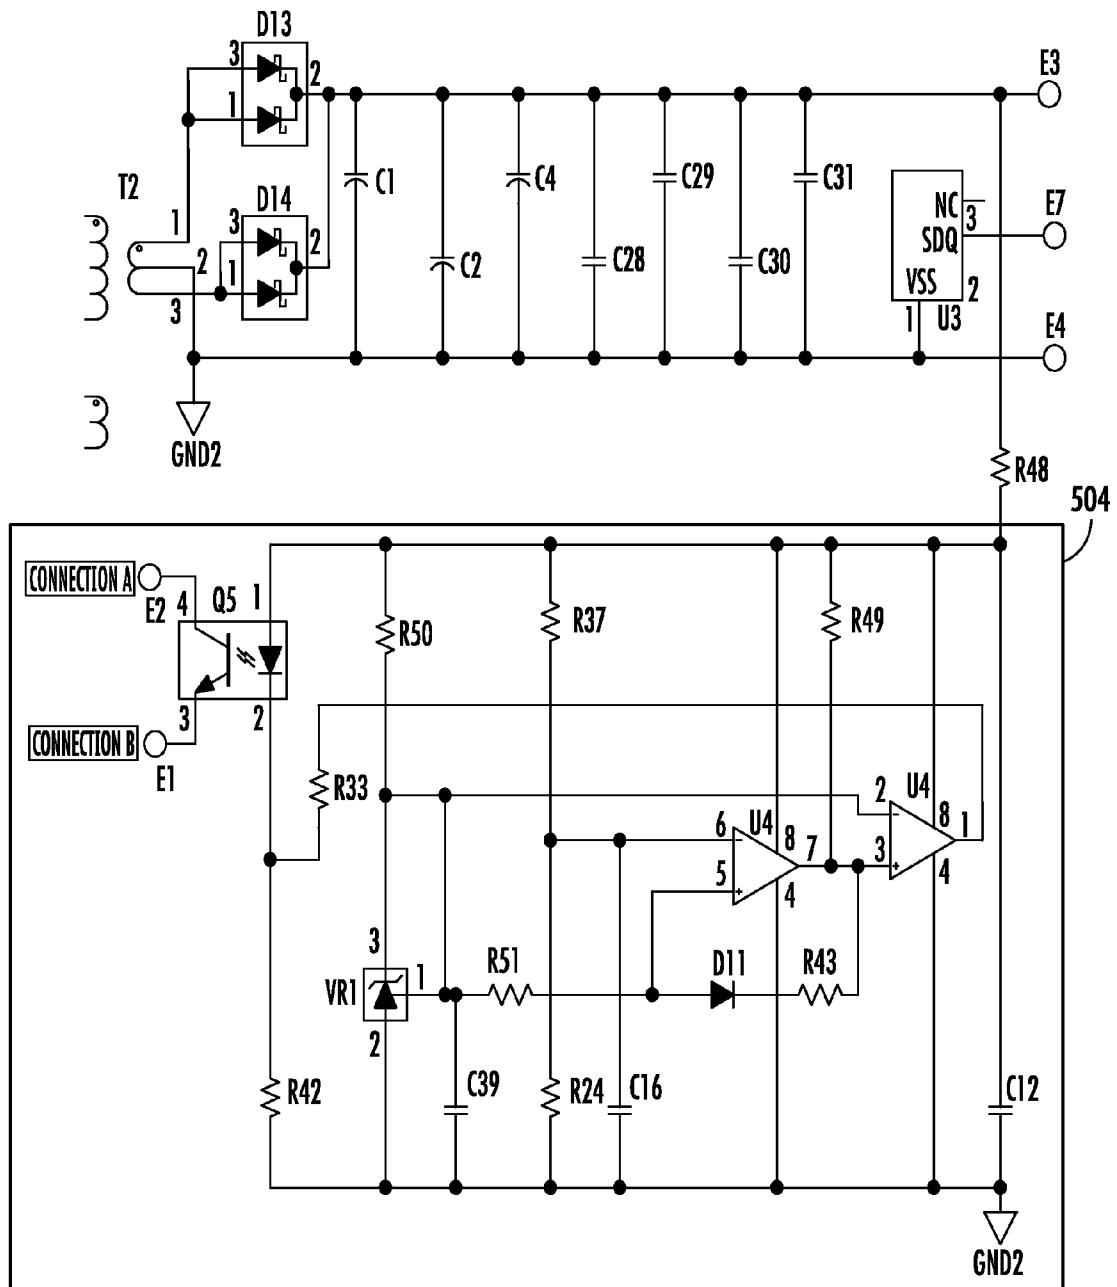 D13
3
2
1
E3
T2
C1
C4
C29
C31
NC
3
SDQ
E7
D14
1
3
2
2
1
3
C2
C28
C30
VSS
2
1
U3
E4
GND2
R48
504
CONNECTION A
E2
4
Q5
1
R50
R37
R49
3
2
CONNECTION B
E1
R33
2
U4
8
1
6
U4
8
7
3
5
4
4
3
1
R51
D11
R43
VR1
2
C39
R42
R24
C16
C12
GND2